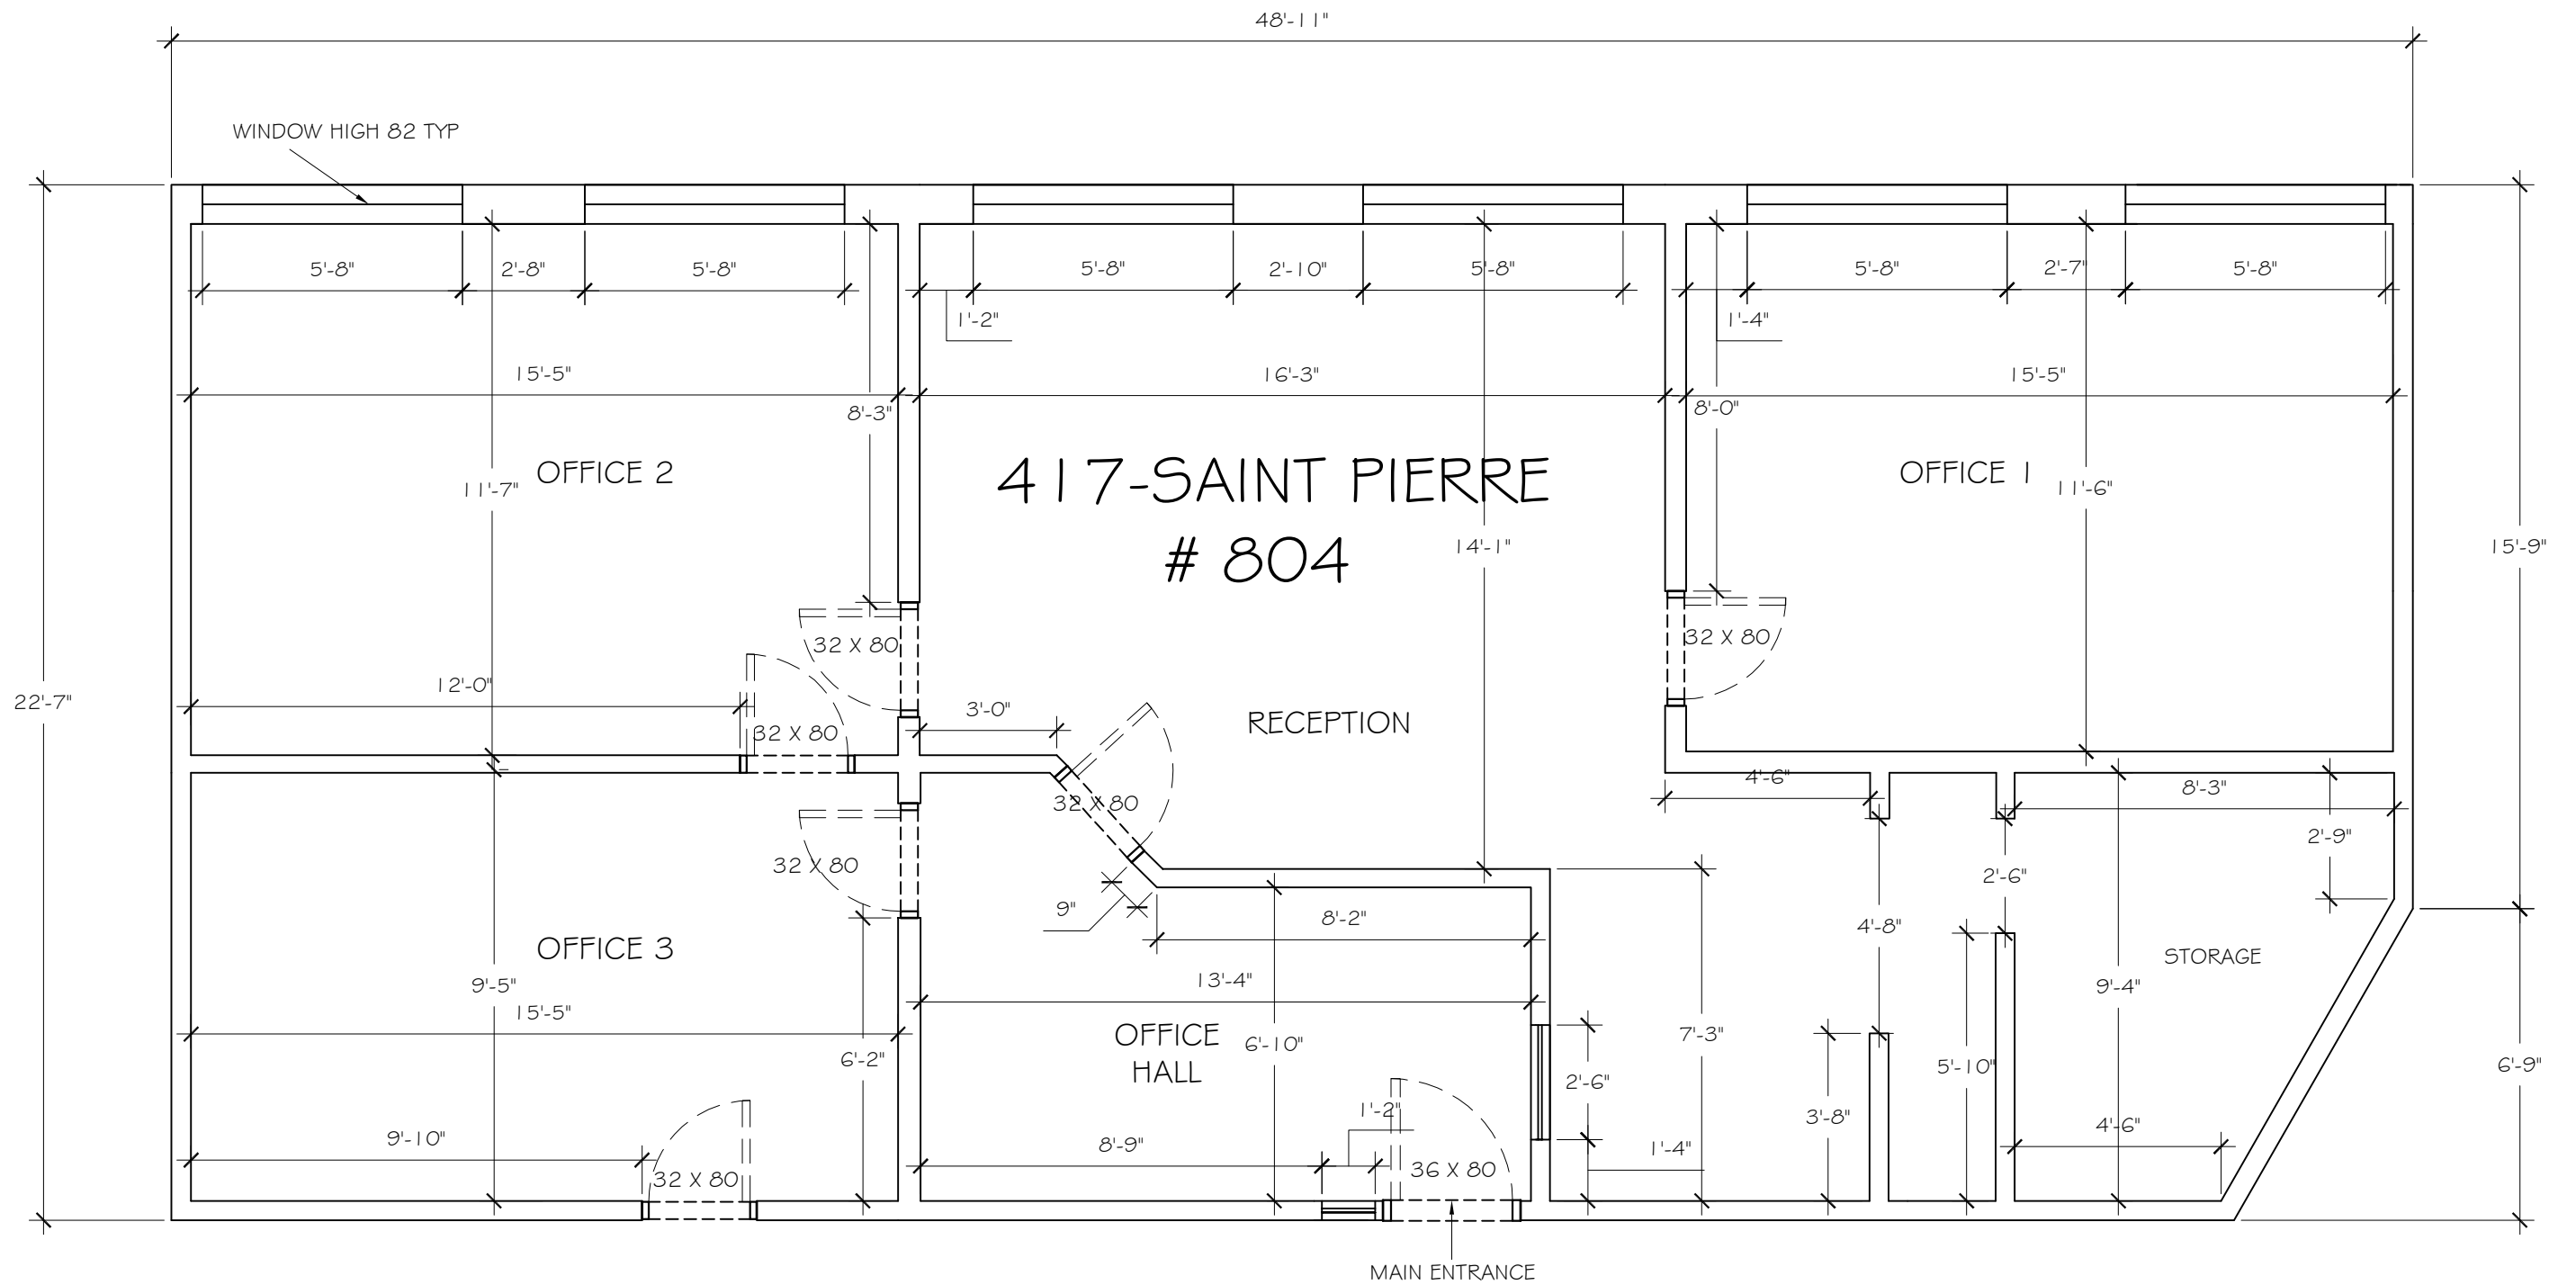 48'-11"
WINDOW HIGH 82 TYP
5'-8" 2'-8" 5'-8" 5'-8" 2'-10" 5'-8" 5'-8" 2'-7" 5'-8"
1'-2" 1'-4"
15'-5" 16'-3" 15'-5"
8'-3" 8'-0"
OFFICE 2
417-SAINT PIERRE
OFFICE 1
11'-7" 11'-6"
# 804
14'-1" 15'-9"
32 X 80 32 X 80
12'-0"
22'-7"
3'-0"
RECEPTION
32 X 80
4'-6" 8'-3"
32 X 80
2'-9"
32 X 80
2'-6"
9"
8'-2"
4'-8"
OFFICE 3
STORAGE
9'-5"
13'-4"
9'-4"
15'-5"
OFFICE
HALL
6'-10"
7'-3"
6'-2"
5'-10"
6'-9"
2'-6"
1'-2"
3'-8"
4'-6"
9'-10"
8'-9"
1'-4"
32 X 80
36 X 80
MAIN ENTRANCE